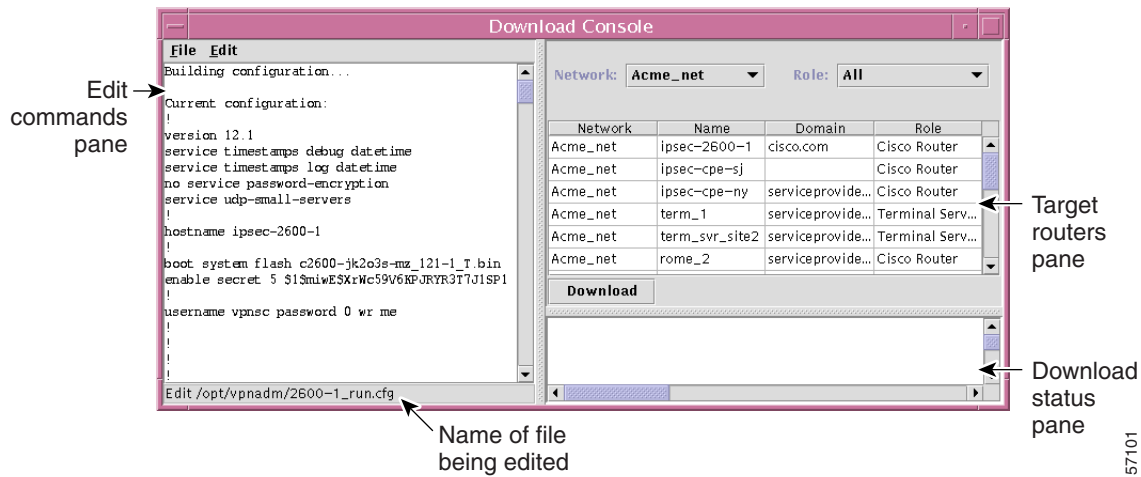 Download Console
File Edit
Building configuration...
Current configuration:
!
version 12.1
service timestamps debug datetime
service timestamps log datetime
no service password-encryption
service udp-small-servers
!
hostname ipsec-2600-1
!
boot system flash c2600-jk2o3s-mz_121-1_T.bin
enable secret 5 $1$miwE$XrWc59V6KPJRYR3T7J1SP1
!
username vpnsc password 0 wr me
!
!
!
!
Edit /opt/vpnadm/2600-1_run.cfg
Network: Acme_net Role: All
Network Name Domain Role
Acme_net ipsec-2600-1 cisco.com Cisco Router
Acme_net ipsec-cpe-sj Cisco Router
Acme_net ipsec-cpe-ny serviceprovide... Cisco Router
Acme_net term_1 serviceprovide... Terminal Serv...
Acme_net term_svr_site2 serviceprovide... Terminal Serv...
Acme_net rome_2 serviceprovide... Cisco Router
Download
Edit
commands
pane
Target
routers
pane
Download
status
pane
Name of file
being edited
57101